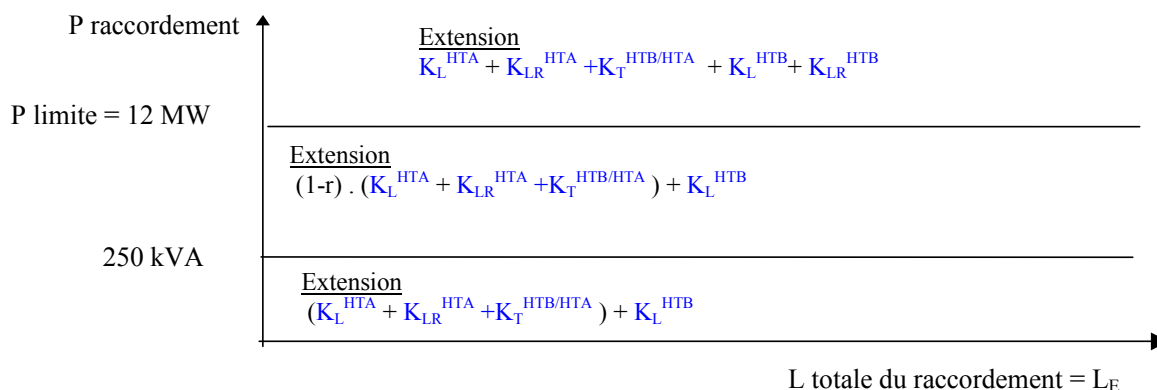 P raccordement
Extension
K_L^HTA + K_LR^HTA +K_T^HTB/HTA + K_L^HTB+ K_LR^HTB
P limite = 12 MW
Extension
(1-r) . (K_L^HTA + K_LR^HTA +K_T^HTB/HTA ) + K_L^HTB
250 kVA
Extension
(K_L^HTA + K_LR^HTA +K_T^HTB/HTA ) + K_L^HTB
L totale du raccordement = L_E